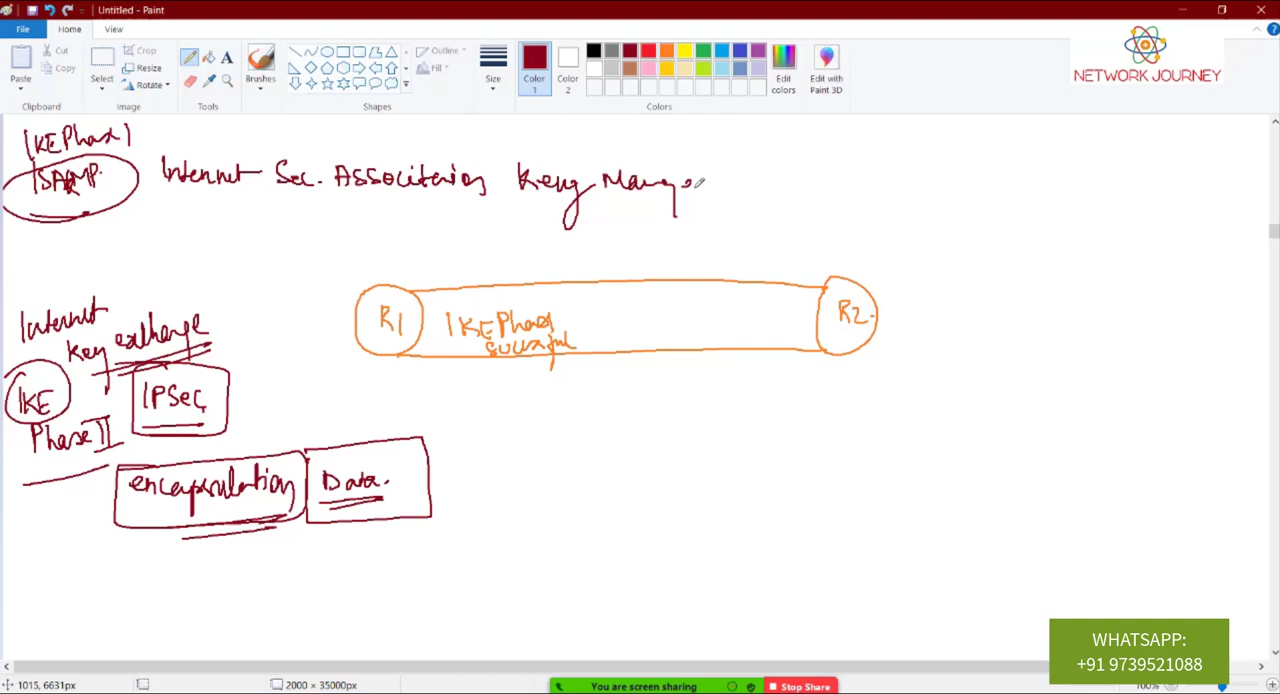 Untitled - Paint
File Home View
Paste
Cut
Copy
Clipboard
Select
Crop
Resize
Rotate
Image
Tools
Brushes
Shapes
Outline
Fill
Size
Color 1
Color 2
Colors
Edit colors
Edit with Paint 3D
NETWORK JOURNEY
IKE Phase 1
Internet Sec. Associterion Key Mange
R1
IKE Phase
R2
Internet
Key exchange
IKE
IPSec
Phase II
encapsulation
Data.
WHATSAPP:
+91 9739521088
1015, 6631px
2000 × 35000px
You are screen sharing
Stop Share
100%